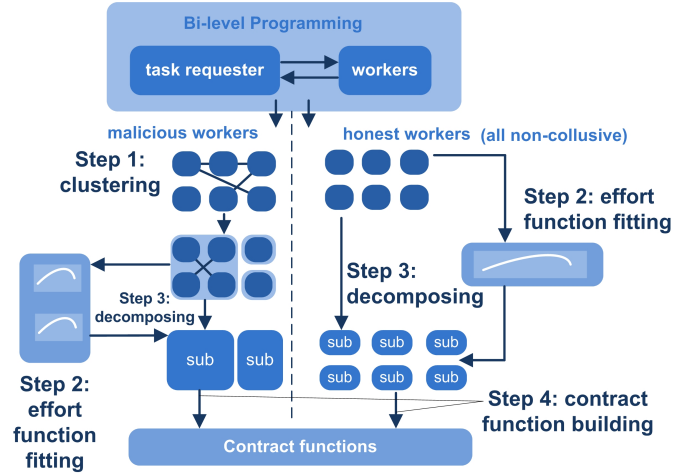 Bi-level Programming
task requester
workers
malicious workers
honest workers (all non-collusive)
Step 1:
clustering
Step 2: effort
function fitting
Step 3:
decomposing
Step 3:
decomposing
sub
sub
sub
sub
sub
sub
sub
sub
Step 2:
effort
function
fitting
Step 4: contract
function building
Contract functions